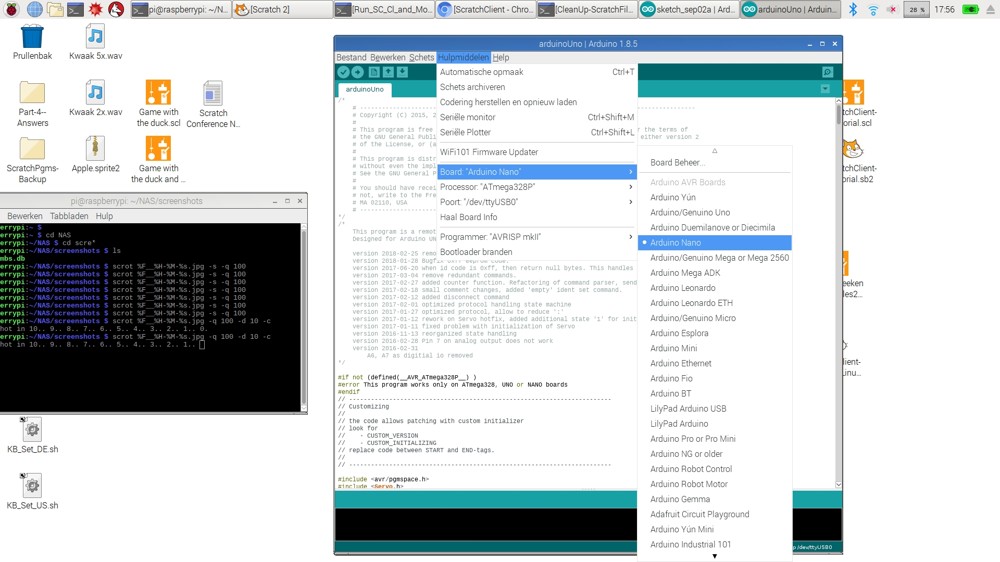 pi@raspberrypi: ~/N...
[Scratch 2]
[Run_SC_Cl_and_Mo...
[ScratchClient - Chro...
[CleanUp-ScratchFil...
sketch_sep02a | Ard...
arduinoUno | Arduin...
28 %
17:56
Prullenbak
Kwaak 5x.wav
Part-4--
Answers
Kwaak 2x.wav
Game with
the duck.scl
Scratch
Conference N...
ScratchPgms-
Backup
Apple.sprite2
Game with
the duck and ...
pi@raspberrypi: ~/NAS/screenshots
Bewerken Tabbladen Hulp
errypi:~ $
errypi:~ $ cd NAS
errypi:~/NAS $ cd scre*
errypi:~/NAS/screenshots $ ls
mbs.db
errypi:~/NAS/screenshots $ scrot %F__%H-%M-%s.jpg -s -q 100
errypi:~/NAS/screenshots $ scrot %F__%H-%M-%s.jpg -s -q 100
errypi:~/NAS/screenshots $ scrot %F__%H-%M-%s.jpg -s -q 100
errypi:~/NAS/screenshots $ scrot %F__%H-%M-%s.jpg -s -q 100
errypi:~/NAS/screenshots $ scrot %F__%H-%M-%s.jpg -s -q 100
errypi:~/NAS/screenshots $ scrot %F__%H-%M-%s.jpg -s -q 100
errypi:~/NAS/screenshots $ scrot %F__%H-%M-%s.jpg -s -q 100
errypi:~/NAS/screenshots $ scrot %F__%H-%M-%s.jpg -q 100 -d 10 -c
hot in 10.. 9.. 8.. 7.. 6.. 5.. 4.. 3.. 2.. 1.. 0.
errypi:~/NAS/screenshots $ scrot %F__%H-%M-%s.jpg -q 100 -d 10 -c
hot in 10.. 9.. 8.. 7.. 6.. 5.. 4.. 3.. 2.. 1..
KB_Set_DE.sh
KB_Set_US.sh
arduinoUno | Arduino 1.8.5
Bestand Bewerken Schets Hulpmiddelen Help
arduinoUno
/*
# ---------------------
# Copyright (C) 2015, 2
#
# This program is free
r the terms of
# the GNU General Publi
either version 2
# of the License, or (a
#
# This program is distr
# without even the impl
# See the GNU General P
#
# You should have recei
# not, write to the Fre
# MA 02110, USA
# ---------------------
*/
/*
This program is a remot
Designed for Arduino UN
version 2018-02-25 remo
version 2018-01-28 Bugfix 0xff eeprom code.
version 2017-06-20 when id code is 0xff, then return null bytes. This handles
version 2017-03-04 remove redundant commands.
version 2017-02-27 added counter function. Refactoring of command parser, send
version 2017-02-18 small comment changes, added 'empty' ident set command.
version 2017-02-12 added disconnect command
version 2017-02-01 optimized protocol handling state machine
version 2017-01-27 optimized protocol, allow to reduce ':'
version 2017-01-12 rework on Servo hotfix, added additional state '1' for init
version 2017-01-11 fixed problem with initialization of Servo
version 2016-11-13 reorganized state handling
version 2016-02-28 Pin 7 on analog output does not work
version 2016-02-31
A6, A7 as digitial io removed
*/
#if not (defined(__AVR_ATmega328P__) )
#error This program works only on ATmega328, UNO or NANO boards
#endif
// ------------------------------------------------------------------------
// Customizing
//
// the code allows patching with custom initializer
// look for
// - CUSTOM_VERSION
// - CUSTOM_INITIALIZING
// replace code between START and END-tags.
//
// ------------------------------------------------------------------------
#include <avr/pgmspace.h>
#include <Servo.h>
Automatische opmaak Ctrl+T
Schets archiveren
Codering herstellen en opnieuw laden
Seriële monitor Ctrl+Shift+M
Seriële Plotter Ctrl+Shift+L
WiFi101 Firmware Updater
Board: "Arduino Nano"
Processor: "ATmega328P"
Poort: "/dev/ttyUSB0"
Haal Board Info
Programmer: "AVRISP mkII"
Bootloader branden
Board Beheer...
Arduino AVR Boards
Arduino Yún
Arduino/Genuino Uno
Arduino Duemilanove or Diecimila
Arduino Nano
Arduino/Genuino Mega or Mega 2560
Arduino Mega ADK
Arduino Leonardo
Arduino Leonardo ETH
Arduino/Genuino Micro
Arduino Esplora
Arduino Mini
Arduino Ethernet
Arduino Fio
Arduino BT
LilyPad Arduino USB
LilyPad Arduino
Arduino Pro or Pro Mini
Arduino NG or older
Arduino Robot Control
Arduino Robot Motor
Arduino Gemma
Adafruit Circuit Playground
Arduino Yún Mini
Arduino Industrial 101
p /dev/ttyUSB0
tchClient-
orial.scl
tchClient-
orial.sb2
eeken
les2...
lient-
Linu...